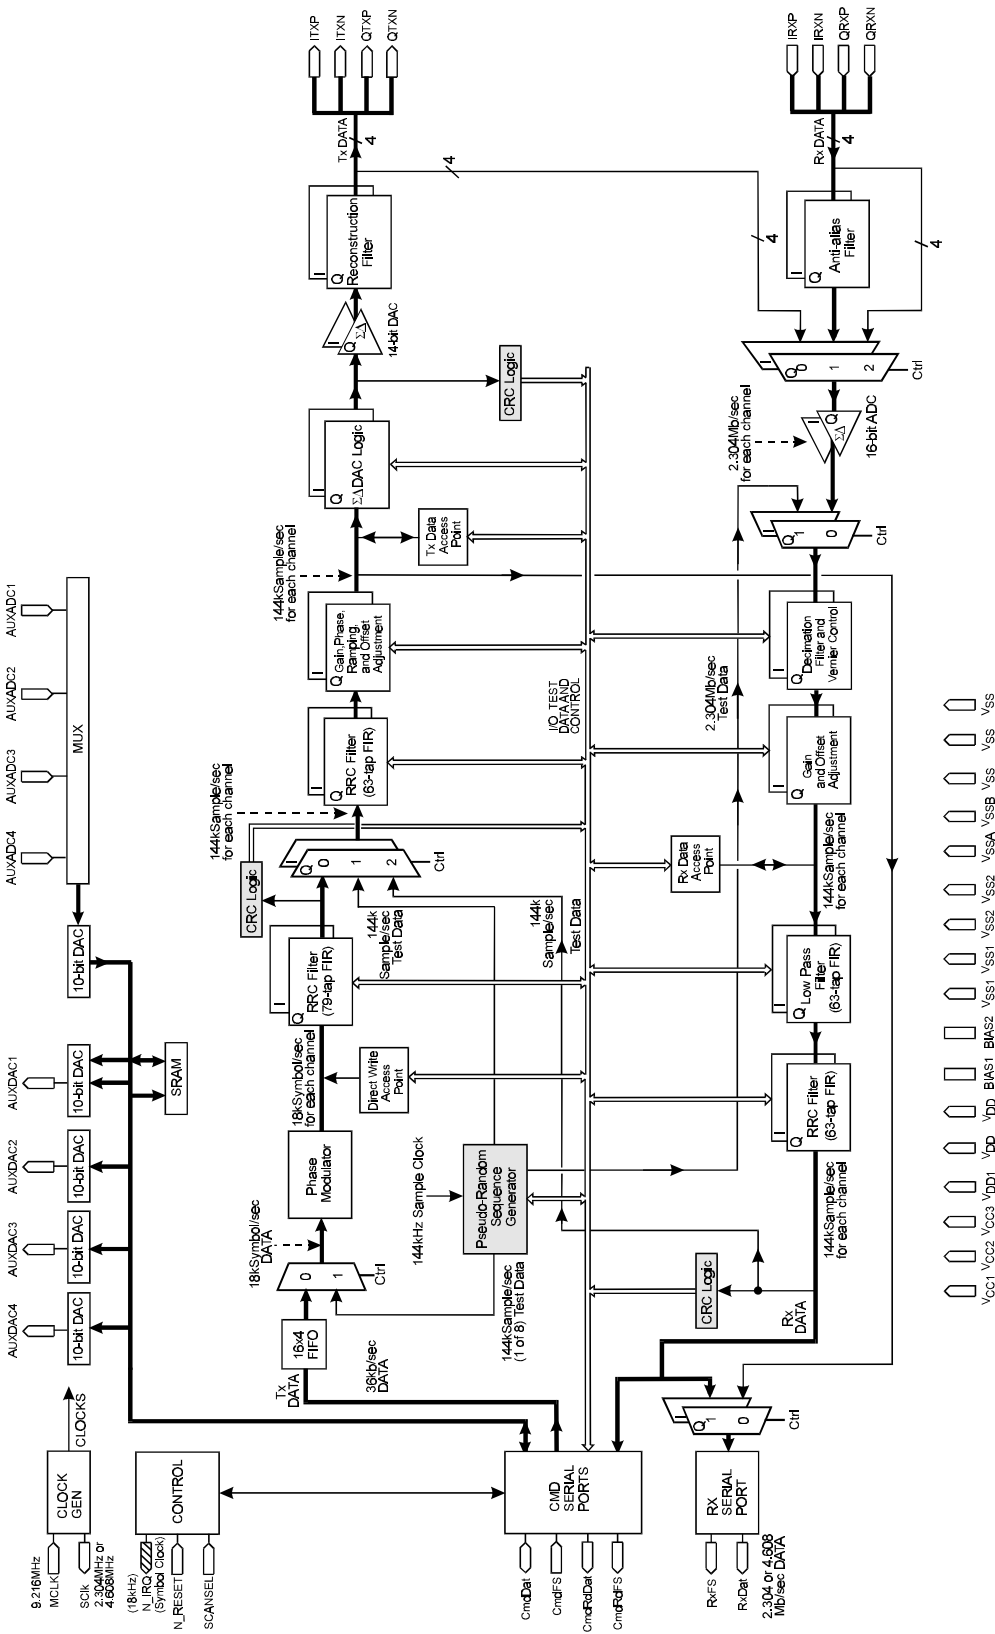 ITXP
ITXN
QTXP
QTXN
Tx DATA
4
4
IRXP
IRXN
QRXP
QRXN
Rx DATA
4
4
4
I
Q
Reconstruction
Filter
I
Q
Anti-alias
Filter
I
Q
ΣΔ
14-bit DAC
I
Q
0
1
2
Ctrl
CRC Logic
2.304Mb/sec
for each channel
I
Q
ΣΔ
16-bit ADC
I
Q
ΣΔDAC Logic
Tx Data
Access
Point
I
Q
1
0
Ctrl
144kSample/sec
for each channel
I
Q
Gain,Phase,
Ramping,
and Offset
Adjustment
I
Q
Decimation
Filter and
Vernier Control
I/O, TEST
DATA AND
CONTROL
2.304Mb/sec
Test Data
I
Q
RRC Filter
(63-tap FIR)
I
Q
Gain
and Offset
Adjustment
144kSample/sec
for each channel
I
Q
0
1
2
Ctrl
CRC Logic
Rx Data
Access
Point
144kSample/sec
for each channel
144k
Sample/sec
Test Data
144k
Sample/sec
Test Data
I
Q
RRC Filter
(79-tap FIR)
I
Q
Low Pass
Filter
(63-tap FIR)
18kSymbol/sec
for each channel
Direct Write
Access
Point
I
Q
RRC Filter
(63-tap FIR)
Phase
Modulator
144kHz Sample Clock
Pseudo-Random
Sequence
Generator
144kSample/sec
for each channel
18kSymbol/sec
DATA
0
1
Ctrl
144kSample/sec
(1 of 8) Test Data
CRC Logic
Rx
DATA
16x4
FIFO
Tx
DATA
36kb/sec
DATA
I
Q
1
0
Ctrl
AUXADC1
AUXADC2
AUXADC3
AUXADC4
MUX
10-bit DAC
AUXDAC1
10-bit DAC
SRAM
AUXDAC2
10-bit DAC
AUXDAC3
10-bit DAC
AUXDAC4
10-bit DAC
CLOCKS
CLOCK
GEN
9.216MHz
MCLK
SClk
2.304MHz or
4.608MHz
CONTROL
(18kHz)
N_IRQ
(Symbol Clock)
N_RESET
SCANSEL
CMD
SERIAL
PORTS
CmdDat
CmdFS
CmdRdDat
CmdRdFS
RX
SERIAL
PORT
RxFS
RxDat
2.304 or 4.608
Mb/sec DATA
VSS
VSS
VSS
VSSB
VSSA
VSS2
VSS2
VSS1
VSS1
BIAS2
BIAS1
VDD
VDD
VDD1
VCC3
VCC2
VCC1